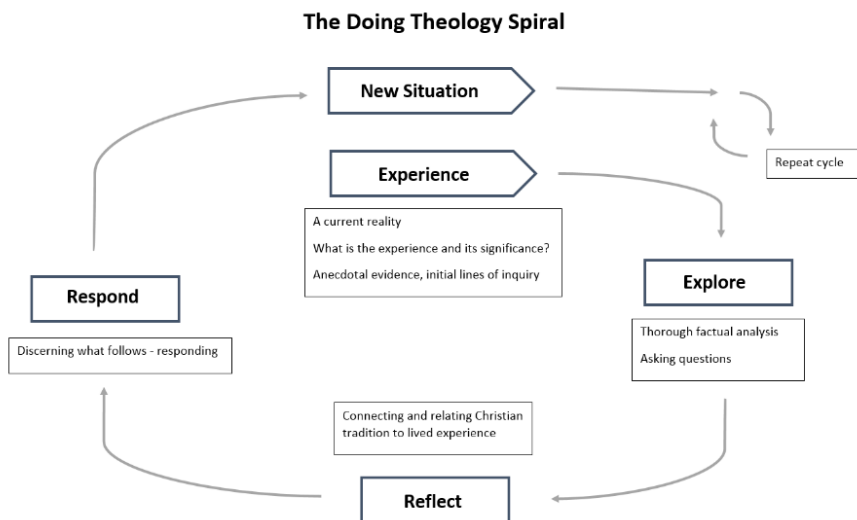 The Doing Theology Spiral
New Situation
Repeat cycle
Experience
A current reality
What is the experience and its significance?
Anecdotal evidence, initial lines of inquiry
Explore
Thorough factual analysis
Asking questions
Respond
Discerning what follows - responding
Connecting and relating Christian
tradition to lived experience
Reflect